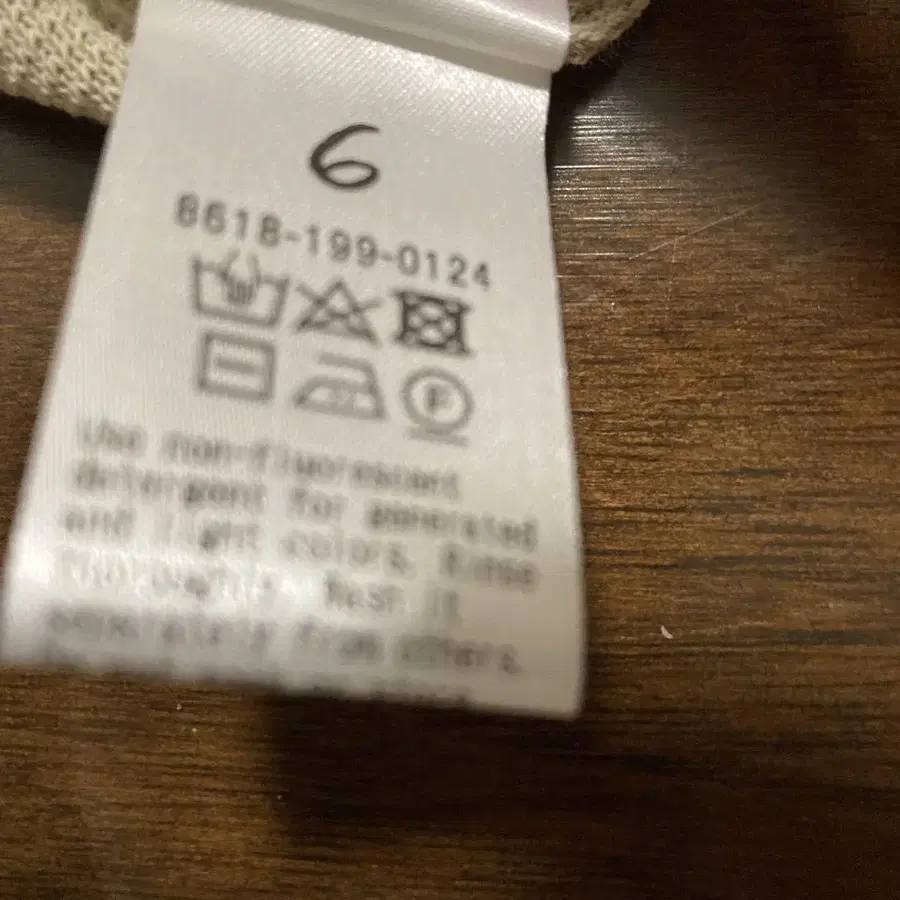 6
8618-199-0124
F
Use non-fluorescent
detergent for generated
and light colors. Rinse
thoroughly. Wash it
separately from others.